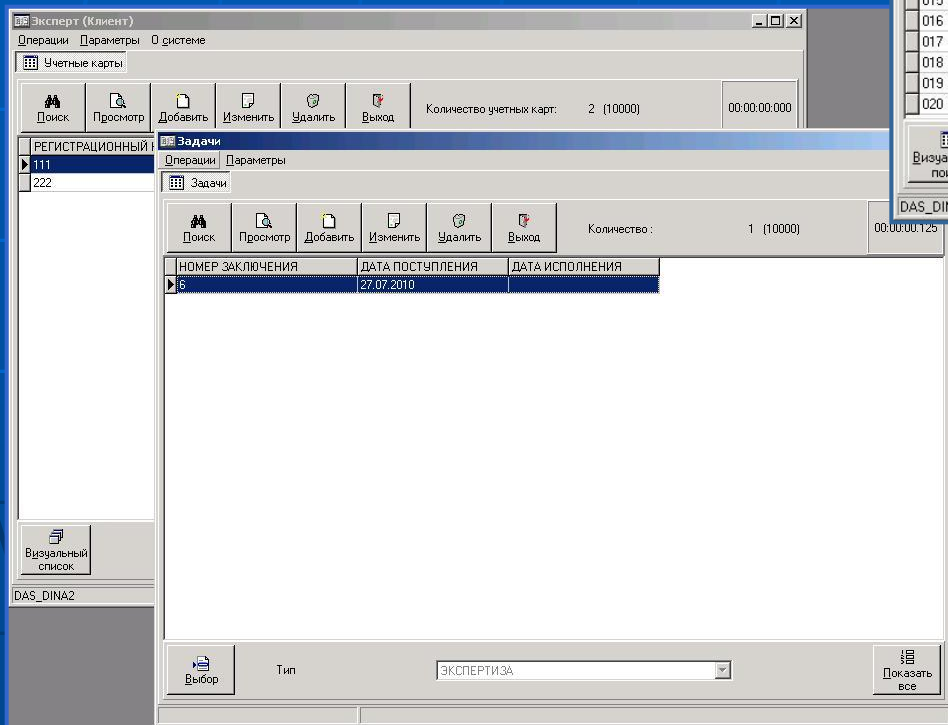 Эксперт (Клиент)
Операции Параметры О системе
Учетные карты
Поиск Просмотр Добавить Изменить Удалить Выход Количество учетных карт: 2 (10000) 00:00:00:000
РЕГИСТРАЦИОННЫЙ
111
222
Визуальный
список
DAS_DINA2
Задачи
Операции Параметры
Задачи
Поиск Просмотр Добавить Изменить Удалить Выход Количество : 1 (10000) 00:00:00.125
НОМЕР ЗАКЛЮЧЕНИЯ ДАТА ПОСТУПЛЕНИЯ ДАТА ИСПОЛНЕНИЯ
6 27.07.2010
Выбор Тип ЭКСПЕРТИЗА Показать
все
015
016
017
018
019
020
Визуа
пои
DAS_DIN